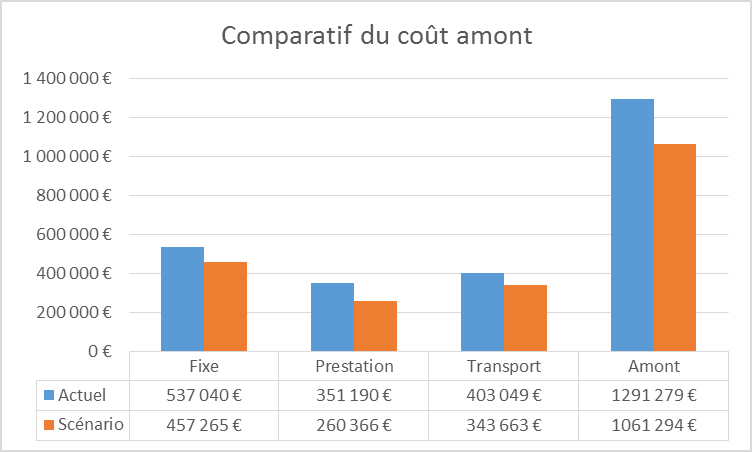 Comparatif du coût amont
1 400 000 €
1 200 000 €
1 000 000 €
800 000 €
600 000 €
400 000 €
200 000 €
0 €
Fixe Prestation Transport Amont
Actuel 537 040 € 351 190 € 403 049 € 1291 279 €
Scénario 457 265 € 260 366 € 343 663 € 1061 294 €